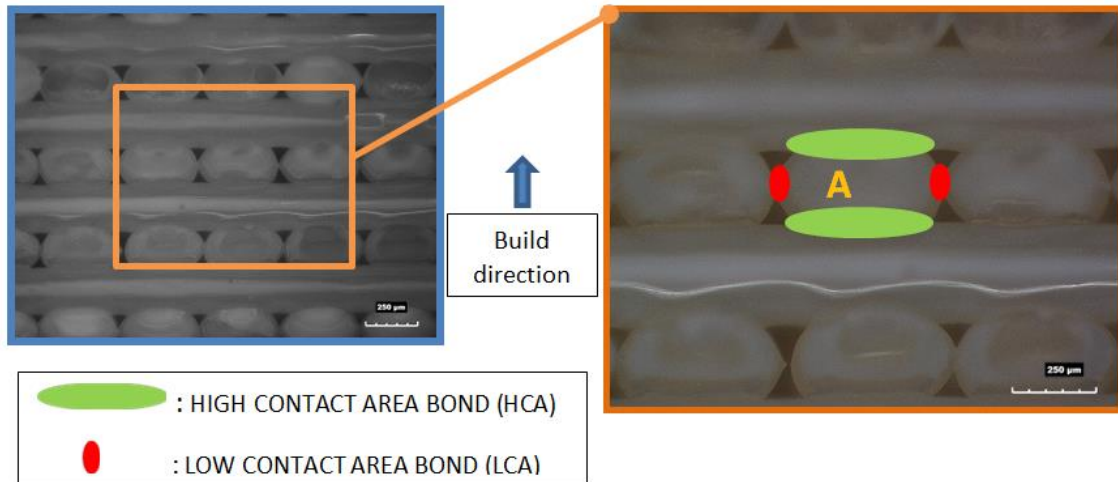 250 µm
Build
direction
A
250 µm
: HIGH CONTACT AREA BOND (HCA)
: LOW CONTACT AREA BOND (LCA)